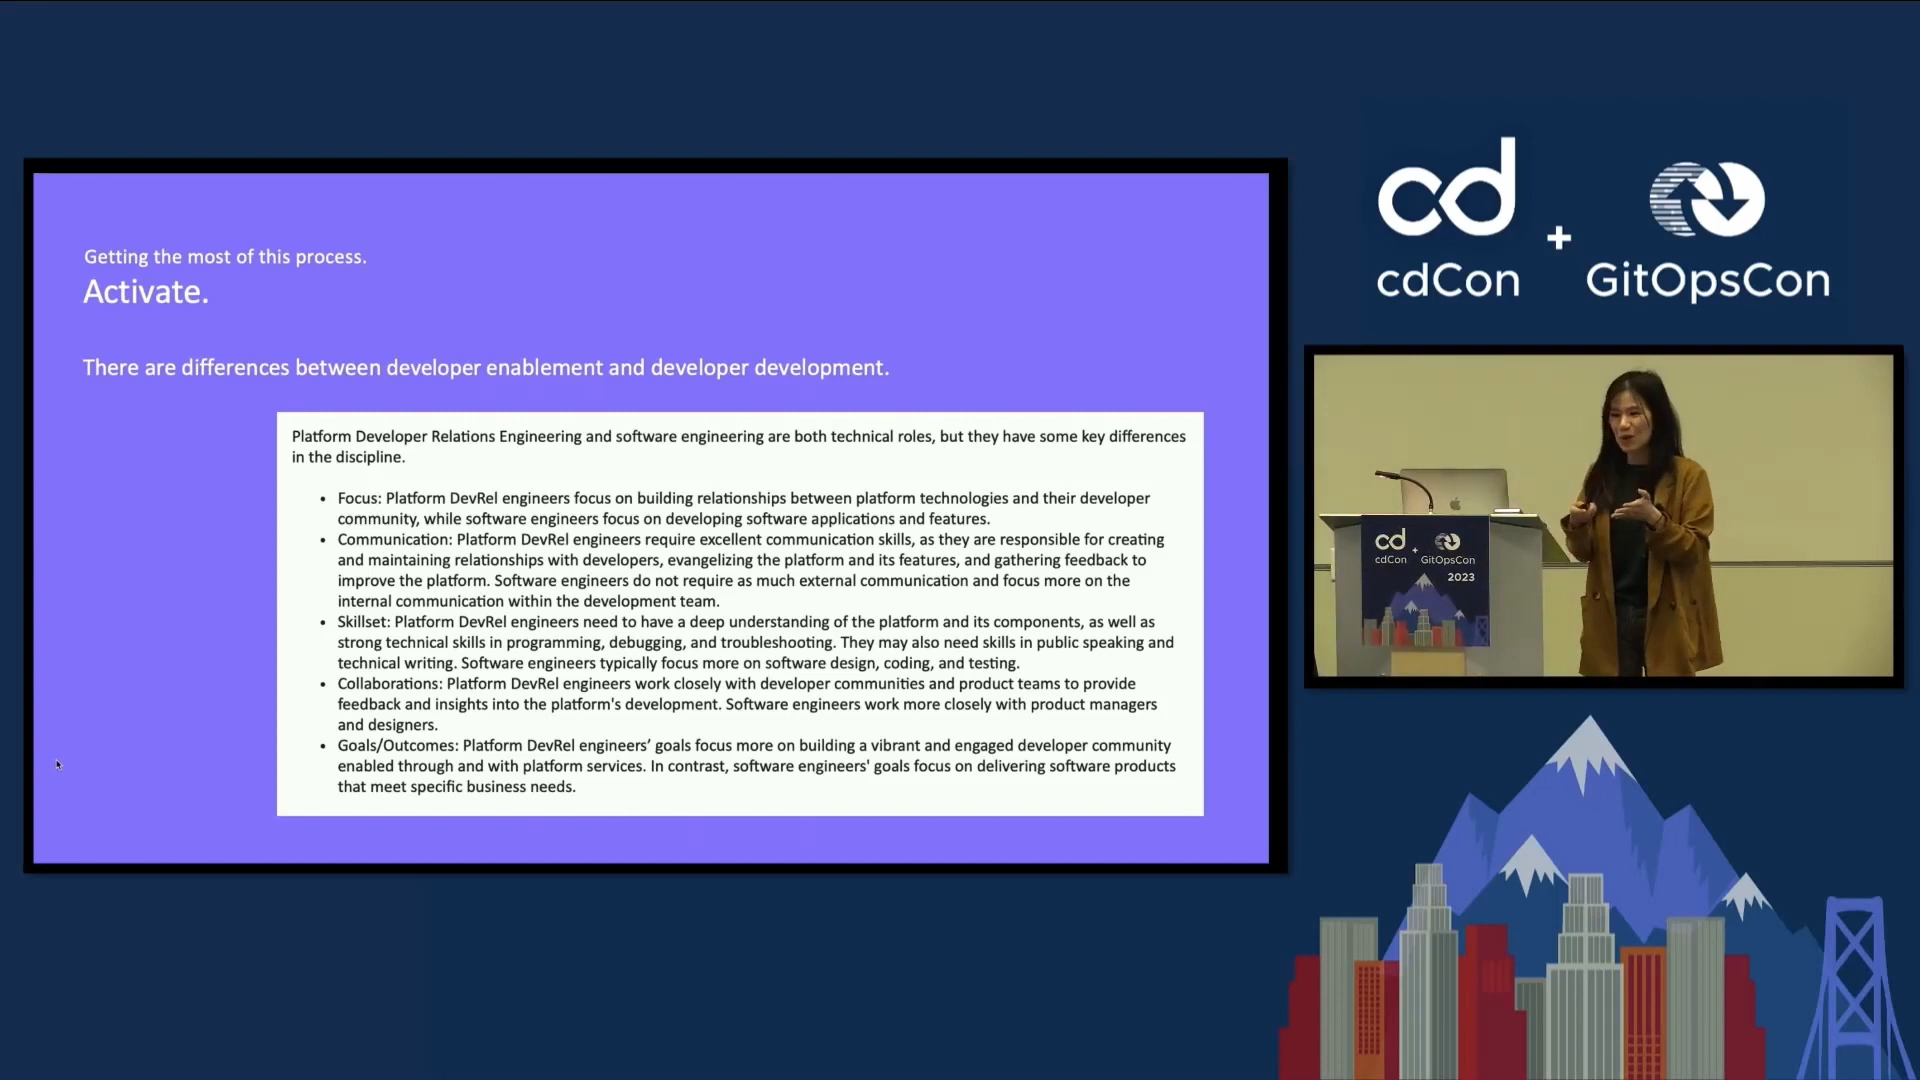 Getting the most of this process.
Activate.
There are differences between developer enablement and developer development.
Platform Developer Relations Engineering and software engineering are both technical roles, but they have some key differences
in the discipline.
• Focus: Platform DevRel engineers focus on building relationships between platform technologies and their developer
community, while software engineers focus on developing software applications and features.
• Communication: Platform DevRel engineers require excellent communication skills, as they are responsible for creating
and maintaining relationships with developers, evangelizing the platform and its features, and gathering feedback to
improve the platform. Software engineers do not require as much external communication and focus more on the
internal communication within the development team.
• Skillset: Platform DevRel engineers need to have a deep understanding of the platform and its components, as well as
strong technical skills in programming, debugging, and troubleshooting. They may also need skills in public speaking and
technical writing. Software engineers typically focus more on software design, coding, and testing.
• Collaborations: Platform DevRel engineers work closely with developer communities and product teams to provide
feedback and insights into the platform's development. Software engineers work more closely with product managers
and designers.
• Goals/Outcomes: Platform DevRel engineers’ goals focus more on building a vibrant and engaged developer community
enabled through and with platform services. In contrast, software engineers' goals focus on delivering software products
that meet specific business needs.
cd
+
cdCon
GitOpsCon
cd
+
cdCon
GitOpsCon
2023